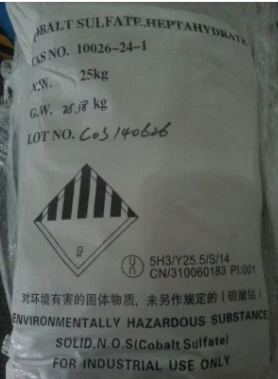 COBALT SULFATE,HEPTAHYDRATE
CAS NO. 10026-24-1
N.W. 25kg
G.W. 25.18 kg
LOT NO. COS140626
9
UN 5H3/Y25.5/S/14
CN/310060183 PI:001
对环境有害的固体物质，未另作规定的（硫酸钴）
ENVIRONMENTALLY HAZARDOUS SUBSTANCE
SOLID,N.O.S(Cobalt Sulfate)
FOR INDUSTRIAL USE ONLY